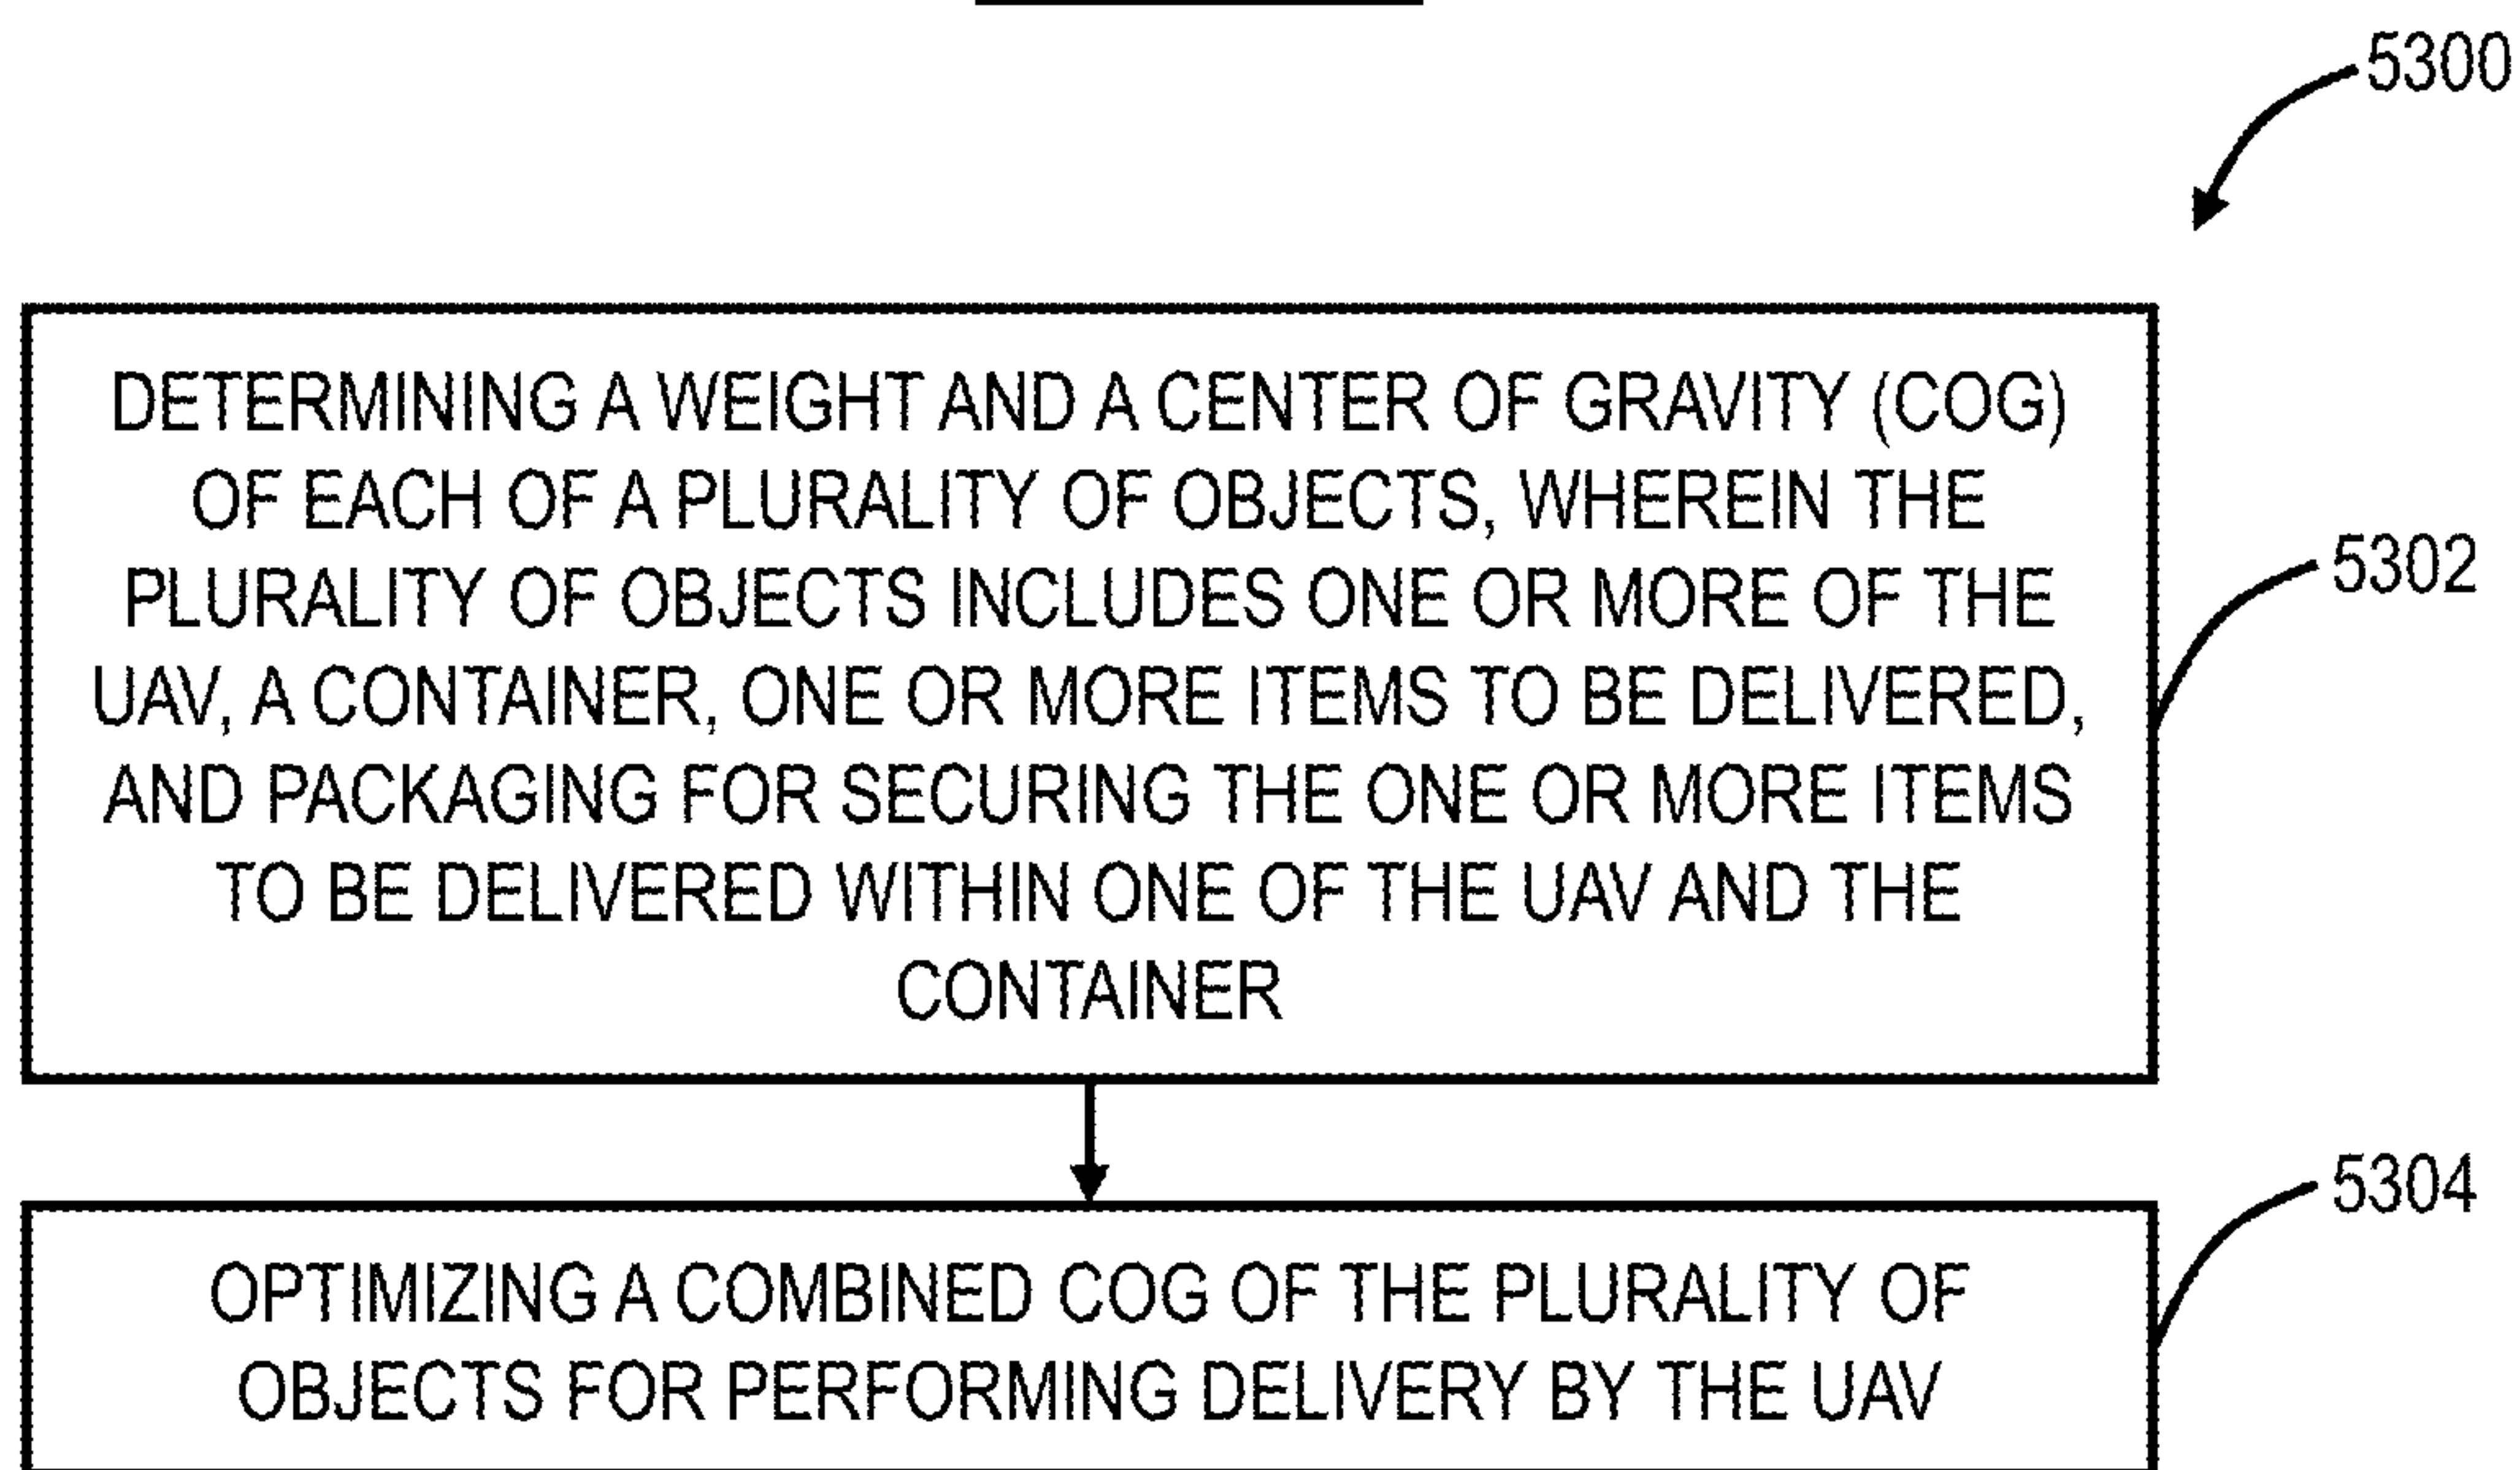 5300
DETERMINING A WEIGHT AND A CENTER OF GRAVITY (COG)
OF EACH OF A PLURALITY OF OBJECTS, WHEREIN THE
PLURALITY OF OBJECTS INCLUDES ONE OR MORE OF THE
UAV, A CONTAINER, ONE OR MORE ITEMS TO BE DELIVERED,
AND PACKAGING FOR SECURING THE ONE OR MORE ITEMS
TO BE DELIVERED WITHIN ONE OF THE UAV AND THE
CONTAINER
5302
OPTIMIZING A COMBINED COG OF THE PLURALITY OF
OBJECTS FOR PERFORMING DELIVERY BY THE UAV
5304